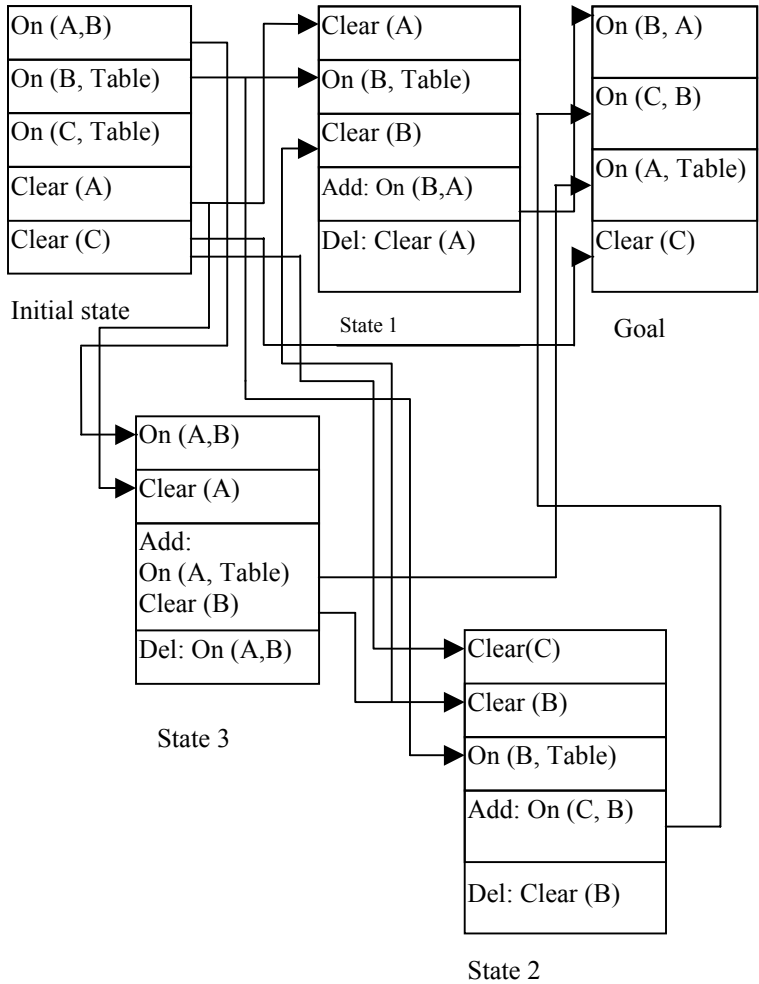 On (A,B)
On (B, Table)
On (C, Table)
Clear (A)
Clear (C)
Initial state
Clear (A)
On (B, Table)
Clear (B)
Add: On (B,A)
Del: Clear (A)
State 1
On (B, A)
On (C, B)
On (A, Table)
Clear (C)
Goal
On (A,B)
Clear (A)
Add:
On (A, Table)
Clear (B)
Del: On (A,B)
State 3
Clear(C)
Clear (B)
On (B, Table)
Add: On (C, B)
Del: Clear (B)
State 2